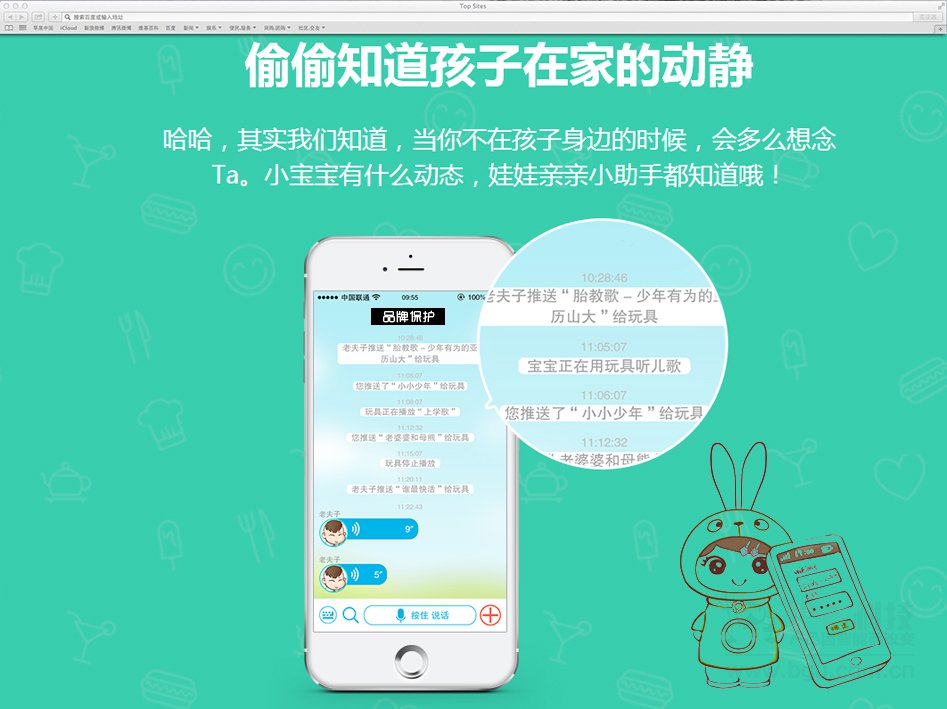 Top Sites
搜索百度或输入地址
苹果中国 iCloud 新浪微博 腾讯微博 维基百科 百度 新闻 娱乐 便民.服务 网购.团购 社区.交友
偷偷知道孩子在家的动静
哈哈，其实我们知道，当你不在孩子身边的时候，会多么想念
Ta。小宝宝有什么动态，娃娃亲亲小助手都知道哦！
中国联通 09:55 100%
品牌保护
10:28:46
老夫子推送“胎教歌－少年有为的亚
历山大”给玩具
11:05:07
您推送了“小小少年”给玩具
11:06:07
玩具正在播放“上学歌”
11:12:32
您推送“老婆婆和母熊”给玩具
11:15:07
玩具停止播放
11:20:11
老夫子推送“谁最快活”给玩具
11:22:43
老夫子
9"
老夫子
5"
按住 说话
10:28:46
老夫子推送“胎教歌－少年有为的亚
历山大”给玩具
11:05:07
宝宝正在用玩具听儿歌
11:06:07
您推送了“小小少年”给玩具
11:12:32
老婆婆和母熊